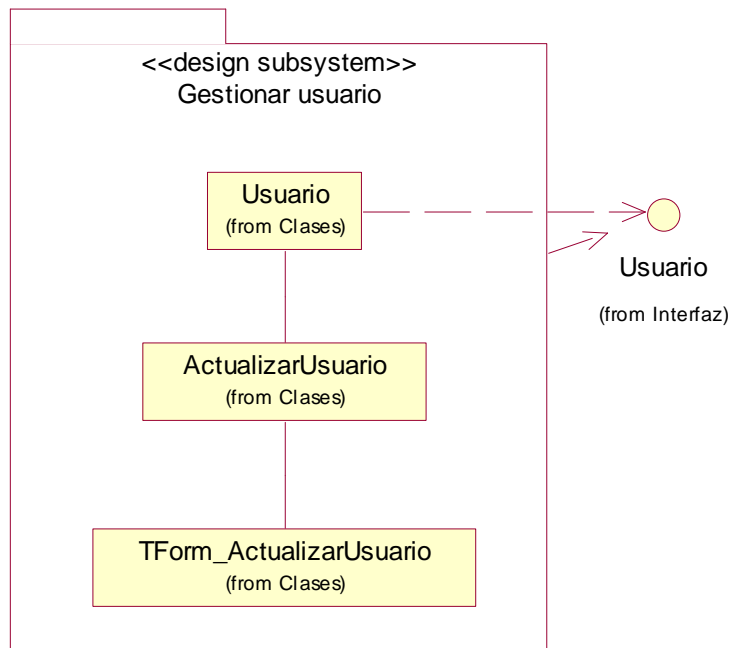 <<design subsystem>>
Gestionar usuario
Usuario
(from Clases)
Usuario
(from Interfaz)
ActualizarUsuario
(from Clases)
TForm_ActualizarUsuario
(from Clases)